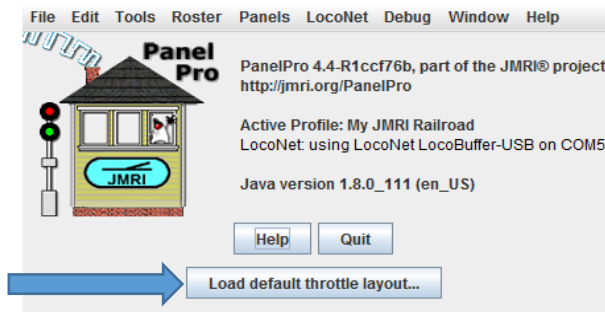 File Edit Tools Roster Panels LocoNet Debug Window Help
Panel
Pro
PanelPro 4.4-R1ccf76b, part of the JMRI® project
http://jmri.org/PanelPro
Active Profile: My JMRI Railroad
LocoNet: using LocoNet LocoBuffer-USB on COM5
JMRI
Java version 1.8.0_111 (en_US)
Help Quit
Load default throttle layout...